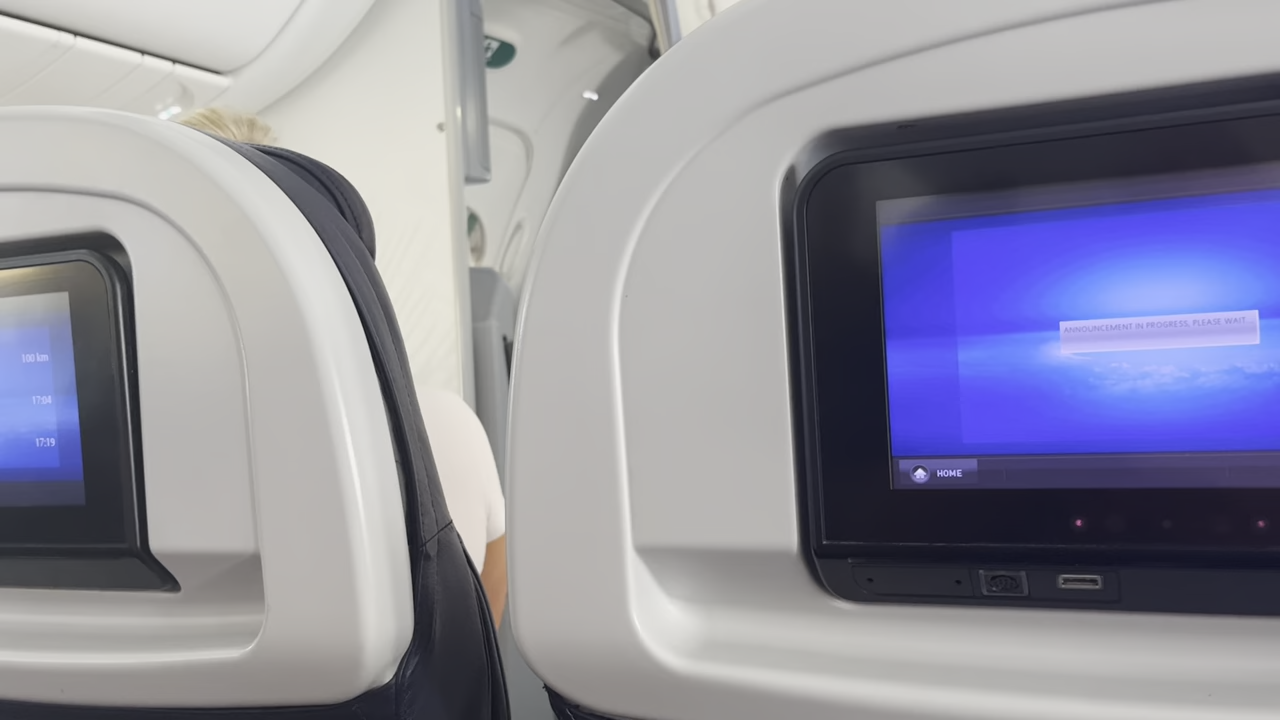 100 km
17:04
17:19
ANNOUNCEMENT IN PROGRESS, PLEASE WAIT...
HOME